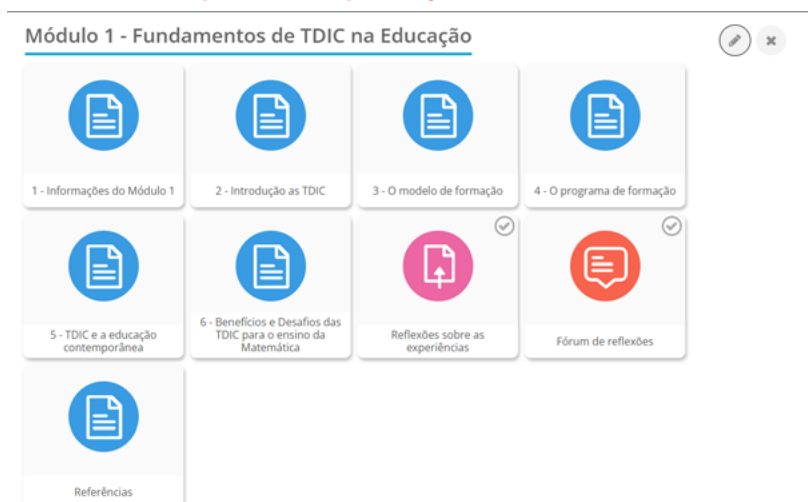 Módulo 1 - Fundamentos de TDIC na Educação
1 - Informações do Módulo 1
2 - Introdução as TDIC
3 - O modelo de formação
4 - O programa de formação
5 - TDIC e a educação
contemporânea
6 - Benefícios e Desafios das
TDIC para o ensino da
Matemática
Reflexões sobre as
experiências
Fórum de reflexões
Referências